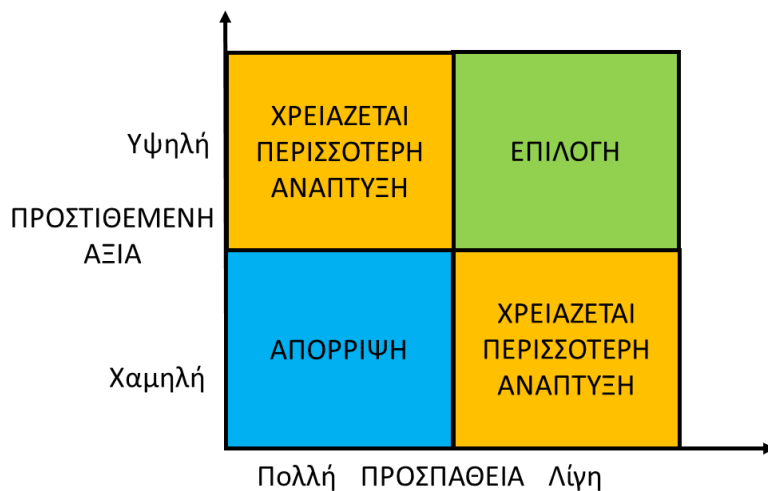 Υψηλή
ΠΡΟΣΤΙΘΕΜΕΝΗ
ΑΞΙΑ
Χαμηλή
ΧΡΕΙΑΖΕΤΑΙ
ΠΕΡΙΣΣΟΤΕΡΗ
ΑΝΑΠΤΥΞΗ
ΕΠΙΛΟΓΗ
ΑΠΟΡΡΙΨΗ
ΧΡΕΙΑΖΕΤΑΙ
ΠΕΡΙΣΣΟΤΕΡΗ
ΑΝΑΠΤΥΞΗ
Πολλή ΠΡΟΣΠΑΘΕΙΑ Λίγη